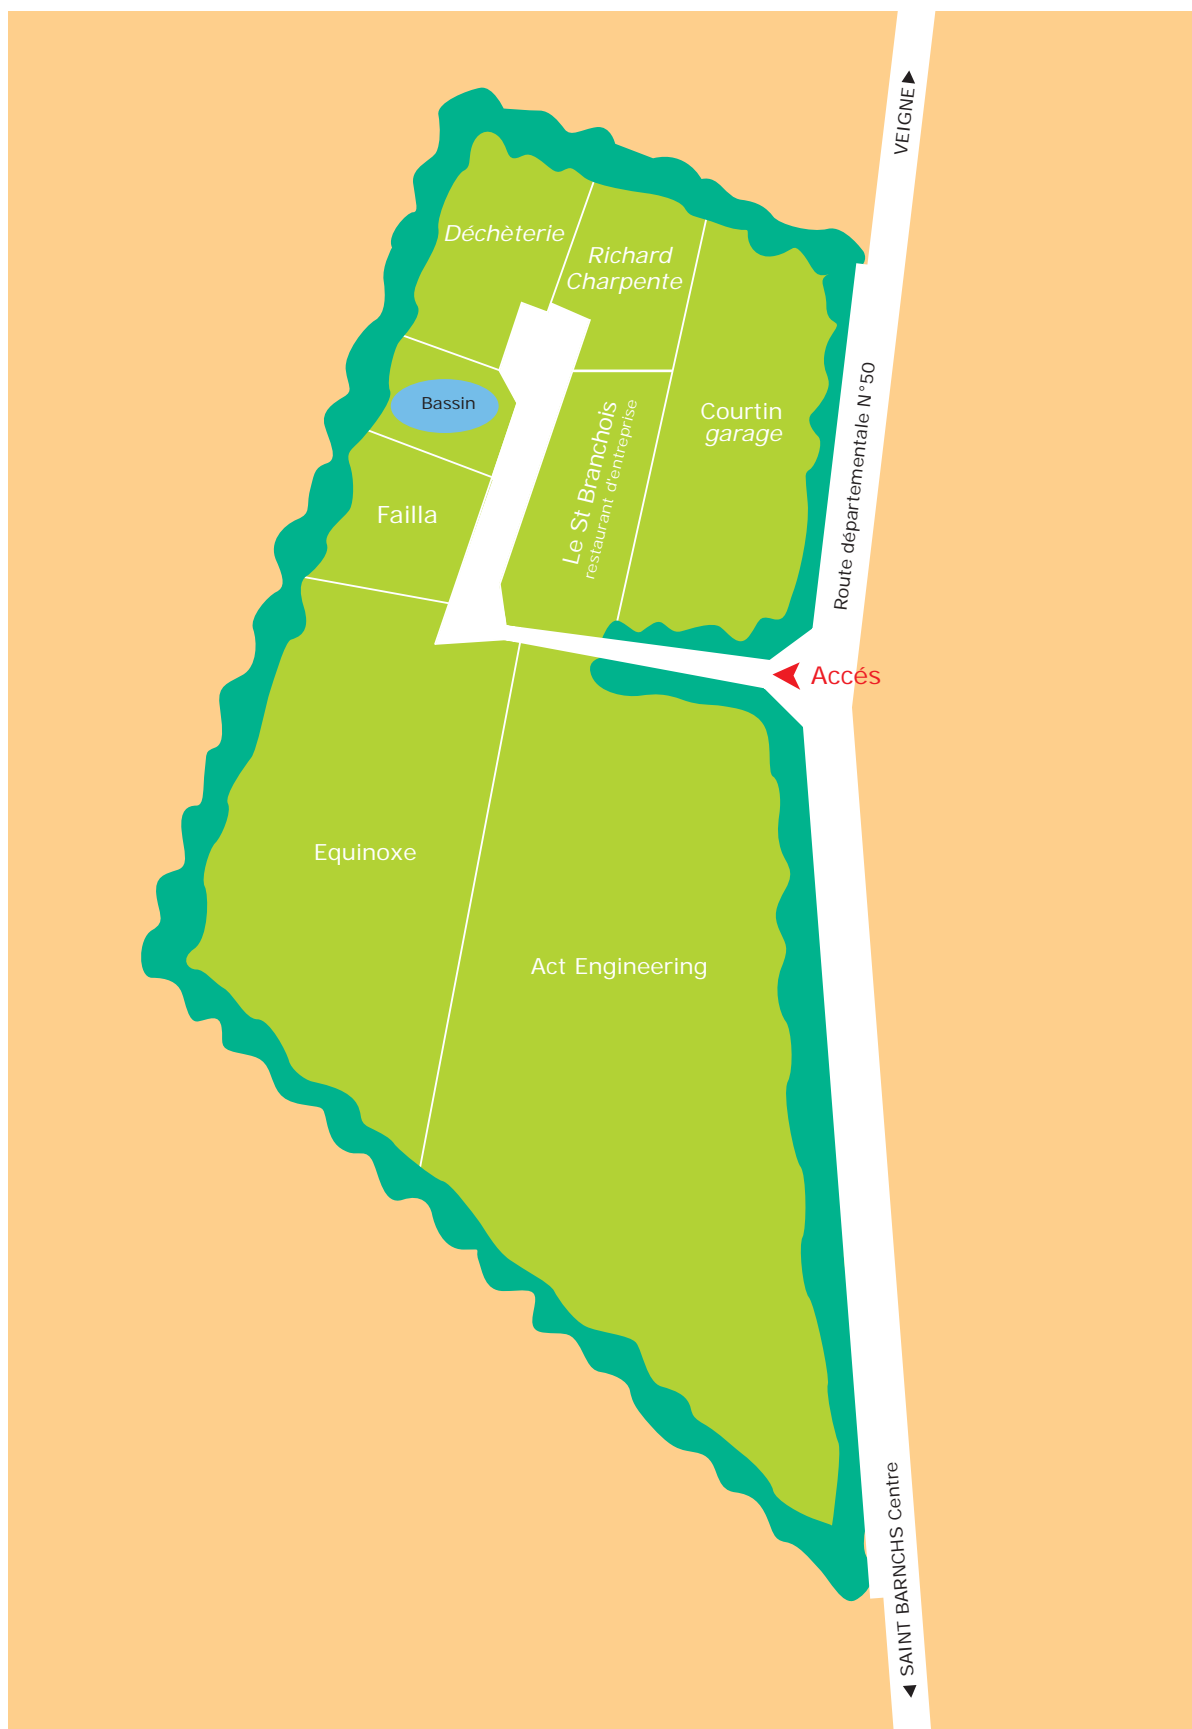 VEIGNE
Déchèterie
Richard
Charpente
Bassin
Courtin
garage
Le St Branchois
restaurant d'entreprise
Route départementale N°50
Failla
Accés
Equinoxe
Act Engineering
SAINT BARNCHS Centre